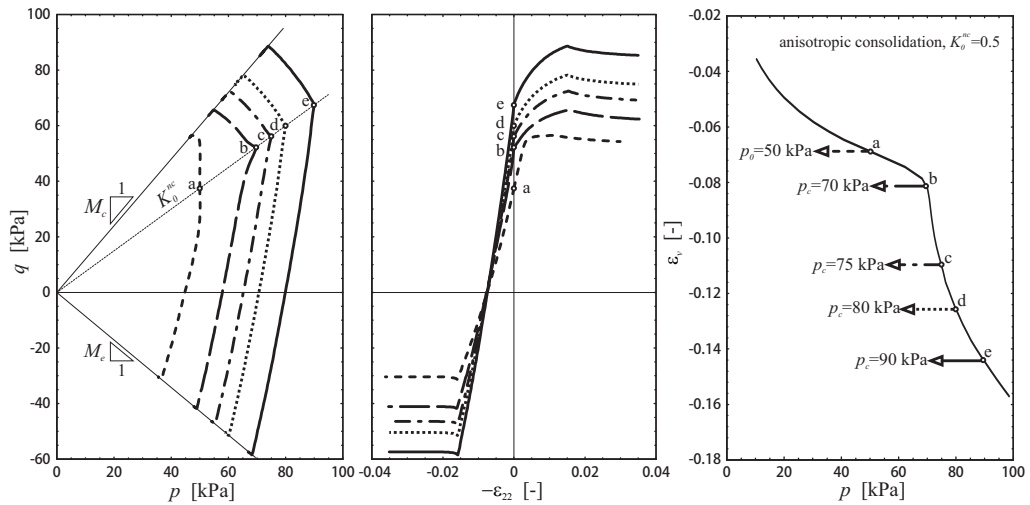 100
80
60
40
20
0
-20
-40
-60
q [kPa]
0 20 40 60 80 100
p [kPa]
M_c
1
M_e
1
K_0^{nc}
a
b
c
d
e
-0.04 -0.02 0 0.02 0.04
−ε_{22} [-]
e
d
c
b
a
-0.02
-0.04
-0.06
-0.08
-0.10
-0.12
-0.14
-0.16
-0.18
ε_v [-]
0 20 40 60 80 100
p [kPa]
anisotropic consolidation, K_0^{nc}=0.5
p_0=50 kPa
a
p_c=70 kPa
b
p_c=75 kPa
c
p_c=80 kPa
d
p_c=90 kPa
e